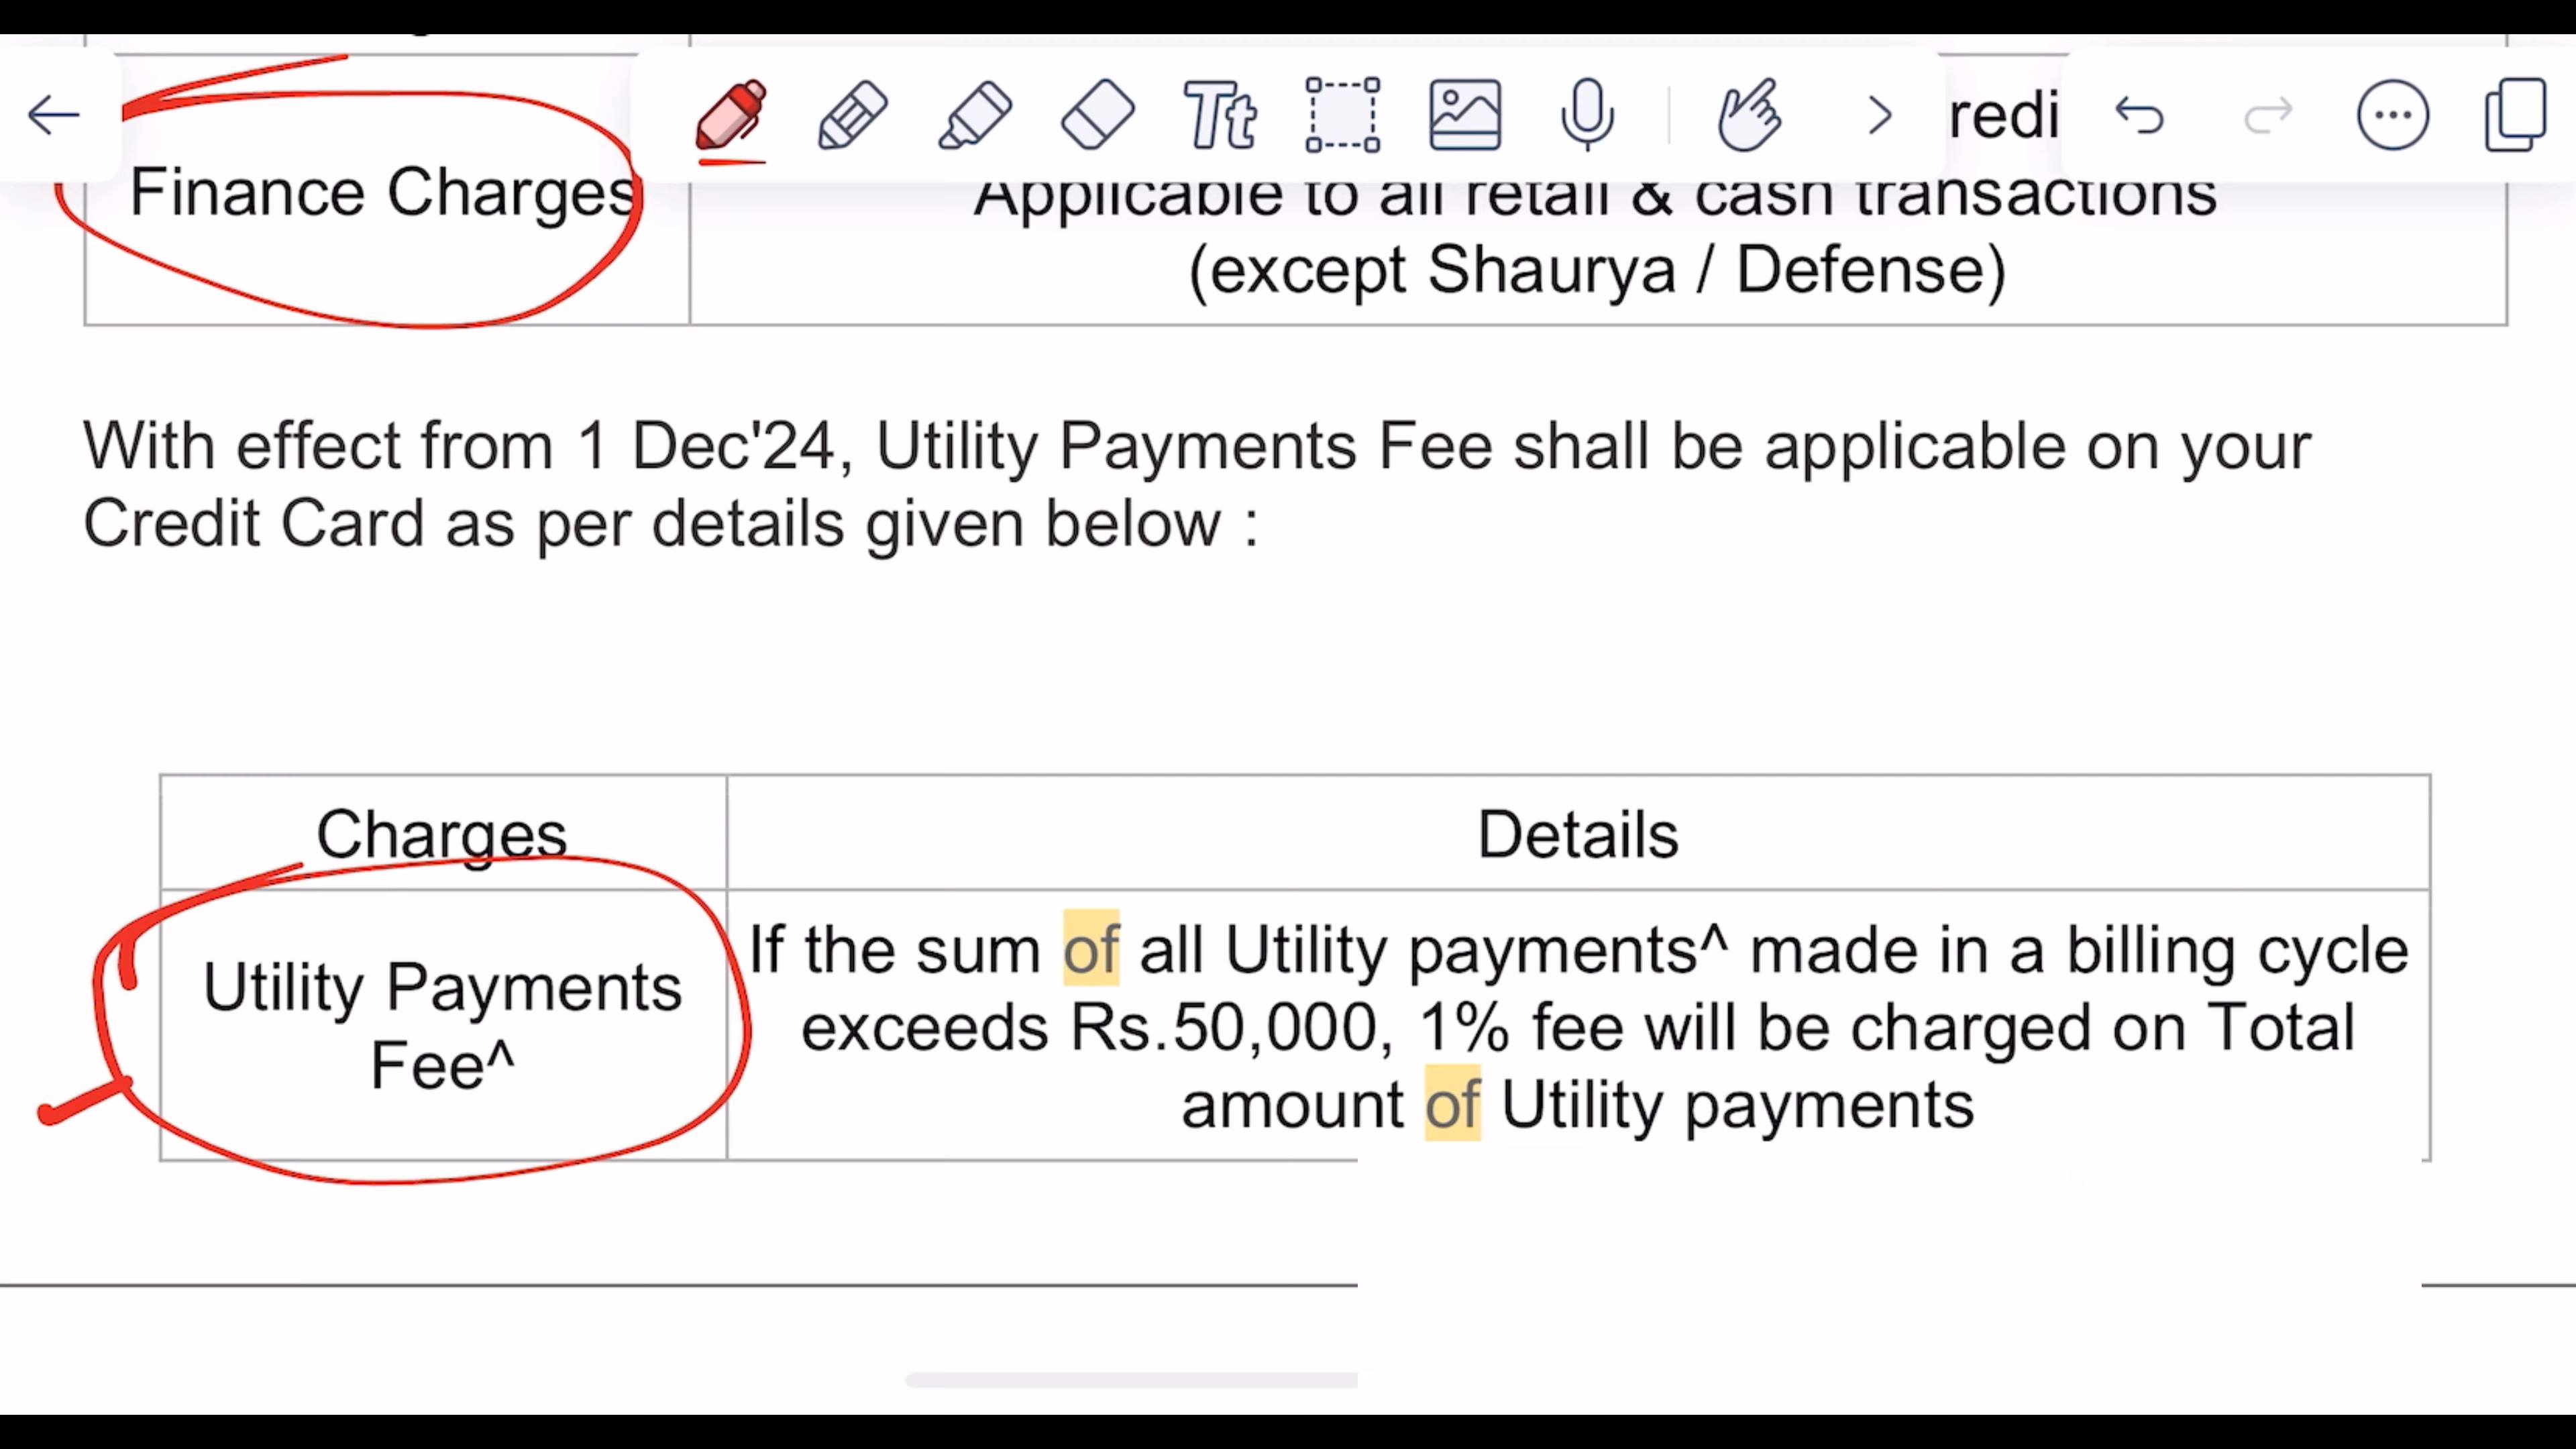 Tt
redi
Finance Charges
Applicable to all retail & cash transactions
(except Shaurya / Defense)
With effect from 1 Dec'24, Utility Payments Fee shall be applicable on your
Credit Card as per details given below :
Charges
Details
Utility Payments
Fee^
If the sum of all Utility payments^ made in a billing cycle
exceeds Rs.50,000, 1% fee will be charged on Total
amount of Utility payments